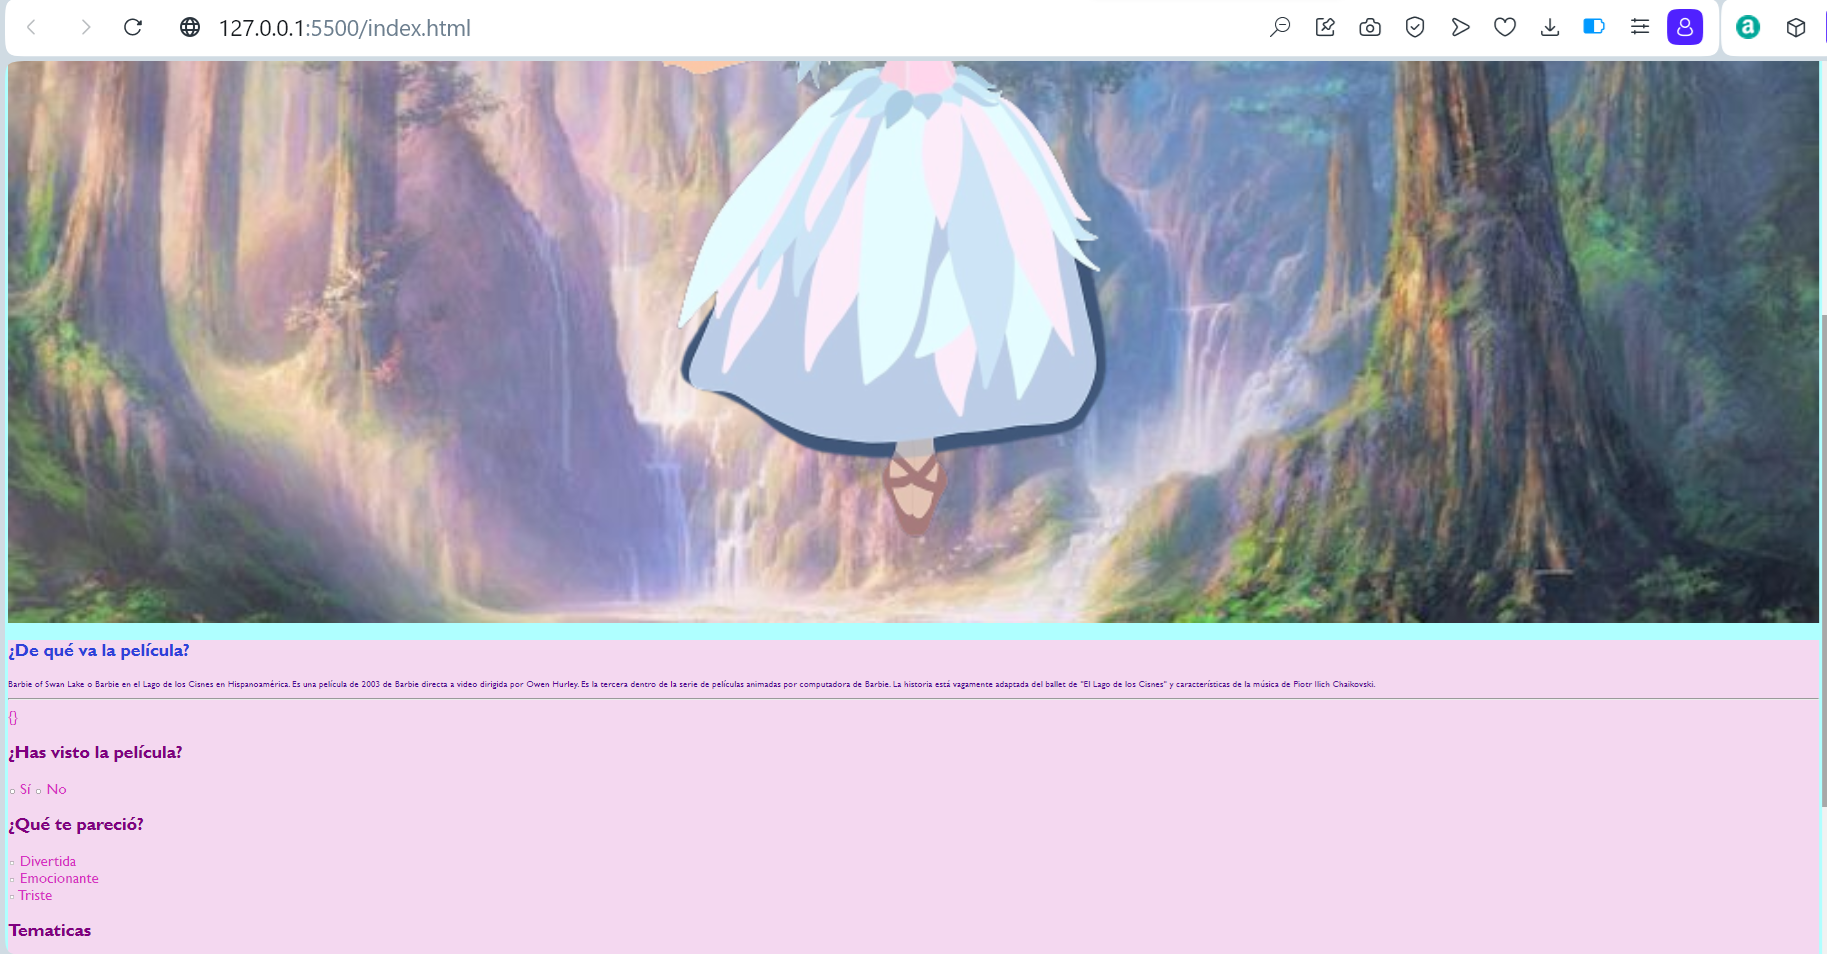 127.0.0.1:5500/index.html
a
¿De qué va la película?
Barbie of Swan Lake o Barbie en el Lago de los Cisnes en Hispanoamérica. Es una película de 2003 de Barbie directa a video dirigida por Owen Hurley. Es la tercera dentro de la serie de películas animadas por computadora de Barbie. La historia está vagamente adaptada del ballet de "El Lago de los Cisnes" y características de la música de Piotr Ilich Chaikovski.
{}
¿Has visto la película?
Sí No
¿Qué te pareció?
Divertida
Emocionante
Triste
Tematicas